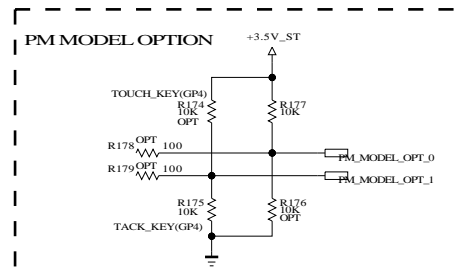 PM MODEL OPTION
+3.5V_ST
TOUCH_KEY(GP4)
R174
10K
OPT
R177
10K
R178
OPT
100
PM_MODEL_OPT_0
R179
OPT
100
PM_MODEL_OPT_1
R175
10K
R176
10K
OPT
TACK_KEY(GP4)